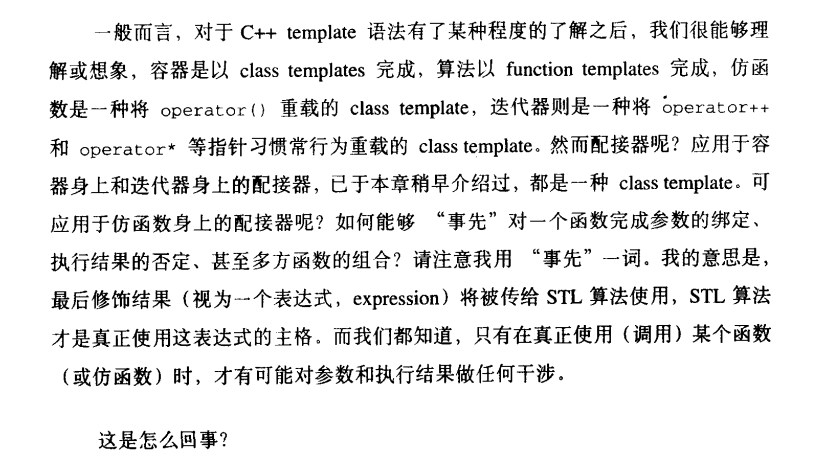 一般而言，对于 C++ template 语法有了某种程度的了解之后，我们很能够理
解或想象，容器是以 class templates 完成，算法以 function templates 完成，仿函
数是一种将 operator() 重载的 class template，迭代器则是一种将 operator++
和 operator* 等指针习惯常行为重载的 class template。然而配接器呢？应用于容
器身上和迭代器身上的配接器，已于本章稍早介绍过，都是一种 class template。可
应用于仿函数身上的配接器呢？如何能够 “事先”对一个函数完成参数的绑定、
执行结果的否定、甚至多方函数的组合？请注意我用 “事先”一词。我的意思是，
最后修饰结果（视为一个表达式，expression）将被传给 STL 算法使用，STL 算法
才是真正使用这表达式的主格。而我们都知道，只有在真正使用（调用）某个函数
（或仿函数）时，才有可能对参数和执行结果做任何干涉。
这是怎么回事？